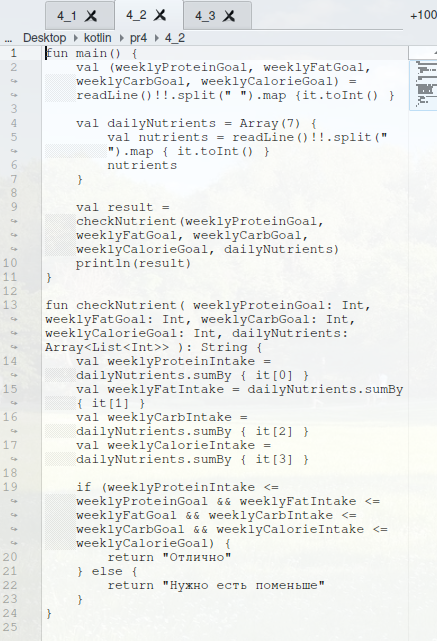 4_1 4_2 4_3 +100
… Desktop kotlin pr4 4_2
1 fun main() {
2 val (weeklyProteinGoal, weeklyFatGoal,
weeklyCarbGoal, weeklyCalorieGoal) =
readLine()!!.split(" ").map {it.toInt() }
3
4 val dailyNutrients = Array(7) {
5 val nutrients = readLine()!!.split("
").map { it.toInt() }
6 nutrients
7 }
8
9 val result =
checkNutrient(weeklyProteinGoal,
weeklyFatGoal, weeklyCarbGoal,
weeklyCalorieGoal, dailyNutrients)
10 println(result)
11 }
12
13 fun checkNutrient( weeklyProteinGoal: Int,
weeklyFatGoal: Int, weeklyCarbGoal: Int,
weeklyCalorieGoal: Int, dailyNutrients:
Array<List<Int>> ): String {
14 val weeklyProteinIntake =
dailyNutrients.sumBy { it[0] }
15 val weeklyFatIntake = dailyNutrients.sumBy
{ it[1] }
16 val weeklyCarbIntake =
dailyNutrients.sumBy { it[2] }
17 val weeklyCalorieIntake =
dailyNutrients.sumBy { it[3] }
18
19 if (weeklyProteinIntake <=
weeklyProteinGoal && weeklyFatIntake <=
weeklyFatGoal && weeklyCarbIntake <=
weeklyCarbGoal && weeklyCalorieIntake <=
weeklyCalorieGoal) {
20 return "Отлично"
21 } else {
22 return "Нужно есть поменьше"
23 }
24 }
25